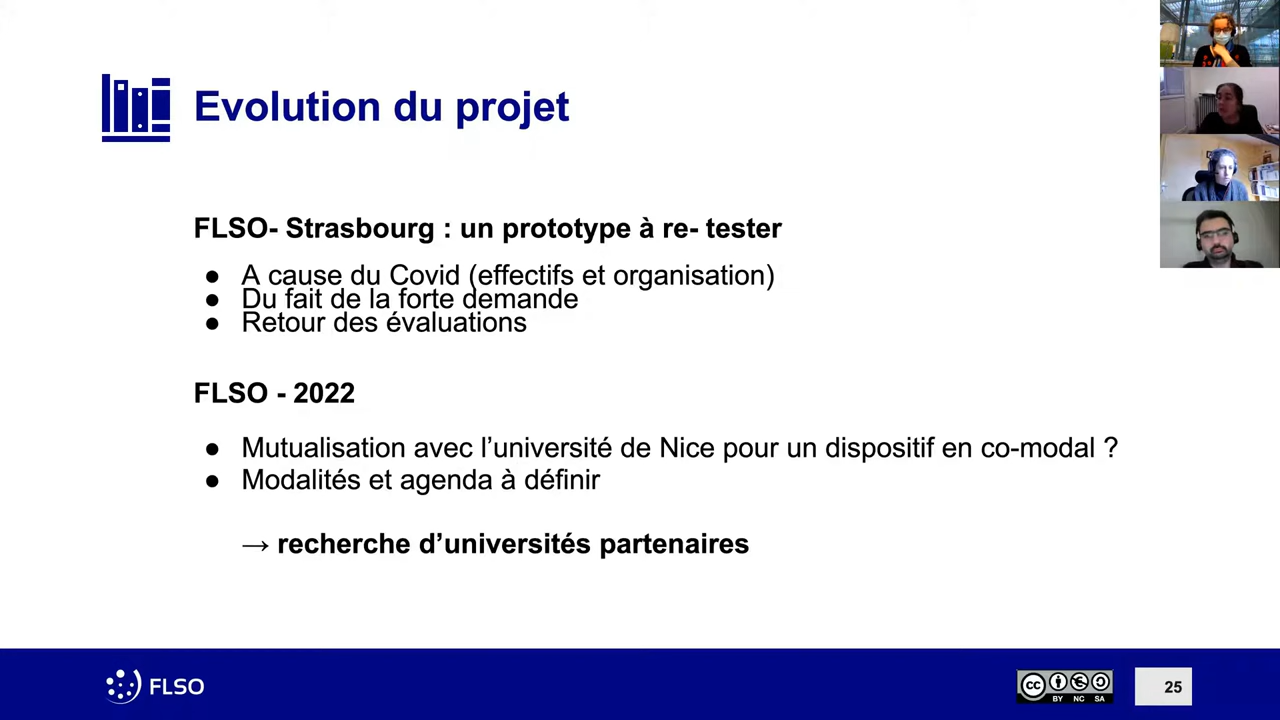 Evolution du projet
FLSO- Strasbourg : un prototype à re- tester
● A cause du Covid (effectifs et organisation)
● Du fait de la forte demande
● Retour des évaluations
FLSO - 2022
● Mutualisation avec l’université de Nice pour un dispositif en co-modal ?
● Modalités et agenda à définir
→ recherche d’universités partenaires
FLSO
cc
BY NC SA
25